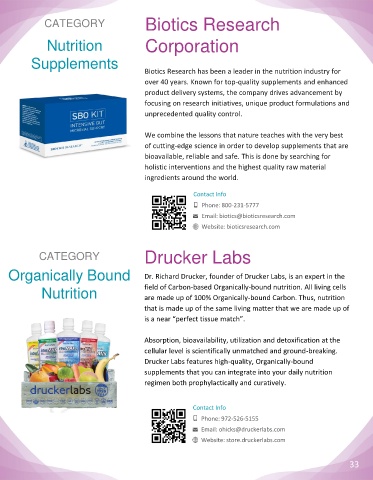 CATEGORY
Nutrition
Supplements
SBO KIT
INTENSIVE GUT
MICROBIAL SUPPORT
Biotics Research
Corporation
Biotics Research has been a leader in the nutrition industry for
over 40 years. Known for top-quality supplements and enhanced
product delivery systems, the company drives advancement by
focusing on research initiatives, unique product formulations and
unprecedented quality control.
We combine the lessons that nature teaches with the very best
of cutting-edge science in order to develop supplements that are
bioavailable, reliable and safe. This is done by searching for
holistic interventions and the highest quality raw material
ingredients around the world.
Contact Info
Phone: 800-231-5777
Email: biotics@bioticsresearch.com
Website: bioticsresearch.com
CATEGORY
Organically Bound
Nutrition
druckerlabs
Drucker Labs
Dr. Richard Drucker, founder of Drucker Labs, is an expert in the
field of Carbon-based Organically-bound nutrition. All living cells
are made up of 100% Organically-bound Carbon. Thus, nutrition
that is made up of the same living matter that we are made up of
is a near “perfect tissue match”.
Absorption, bioavailability, utilization and detoxification at the
cellular level is scientifically unmatched and ground-breaking.
Drucker Labs features high-quality, Organically-bound
supplements that you can integrate into your daily nutrition
regimen both prophylactically and curatively.
Contact Info
Phone: 972-526-5155
Email: ohicks@druckerlabs.com
Website: store.druckerlabs.com
33